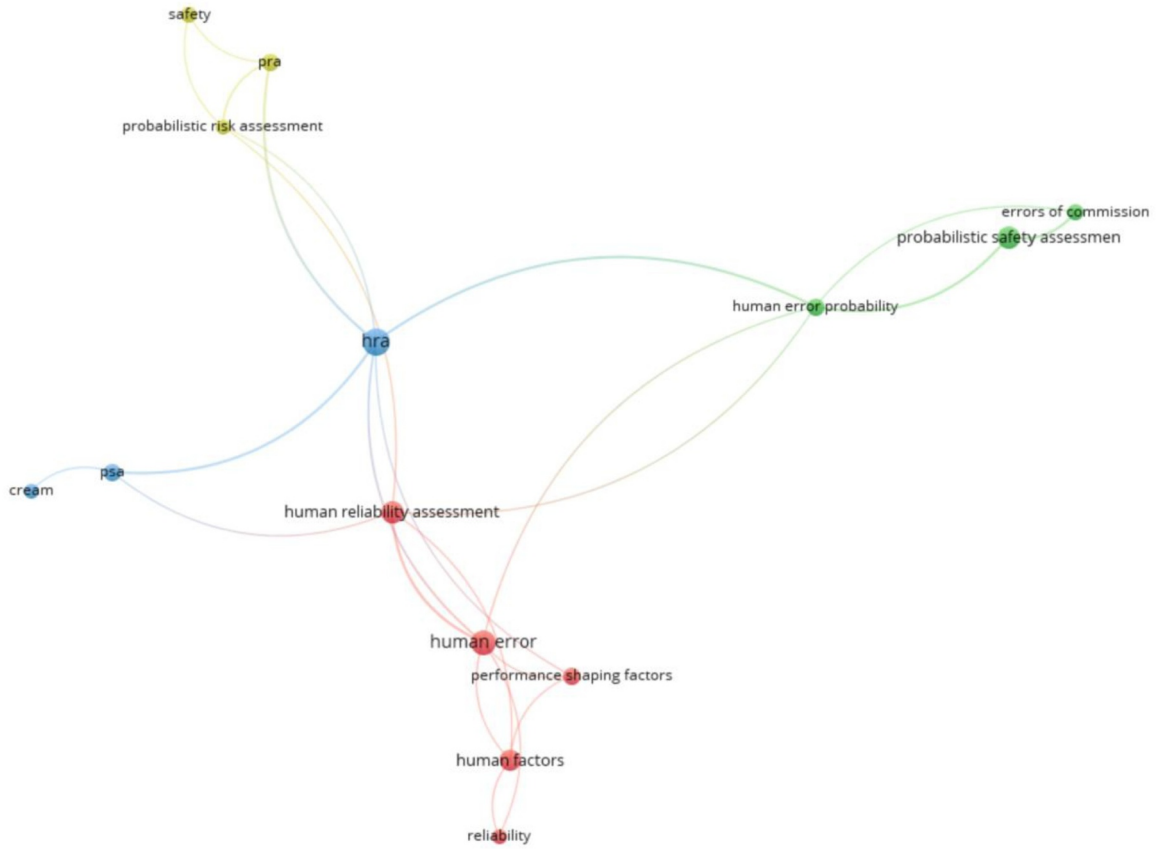 safety
pra
probabilistic risk assessment
errors of commission
probabilistic safety assessmen
human error probability
hra
psa
cream
human reliability assessment
human error
performance shaping factors
human factors
reliability